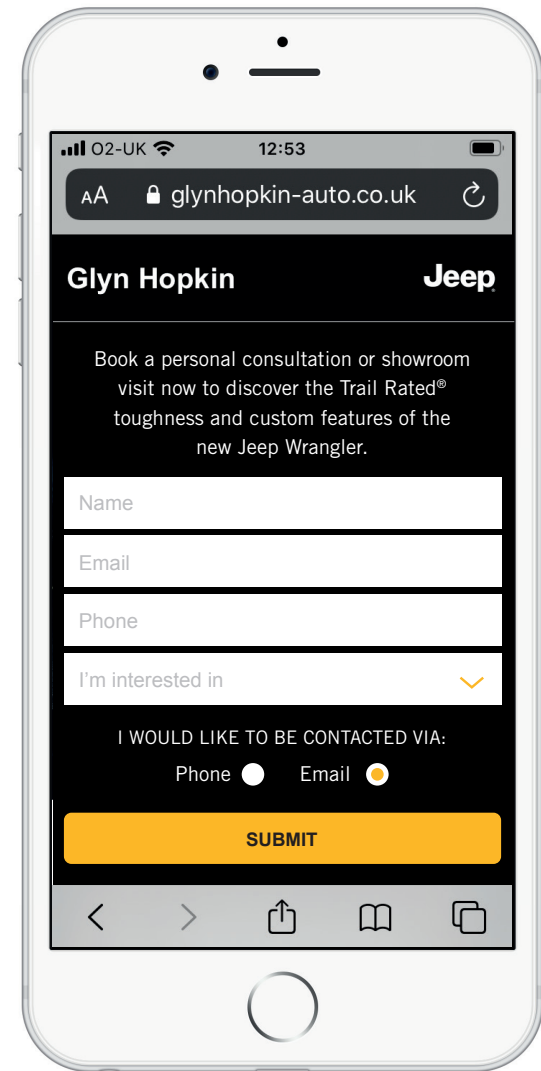 O2-UK 12:53
AA glynhopkin-auto.co.uk
Glyn Hopkin Jeep
Book a personal consultation or showroom
visit now to discover the Trail Rated®
toughness and custom features of the
new Jeep Wrangler.
Name
Email
Phone
I'm interested in
I WOULD LIKE TO BE CONTACTED VIA:
Phone Email
SUBMIT